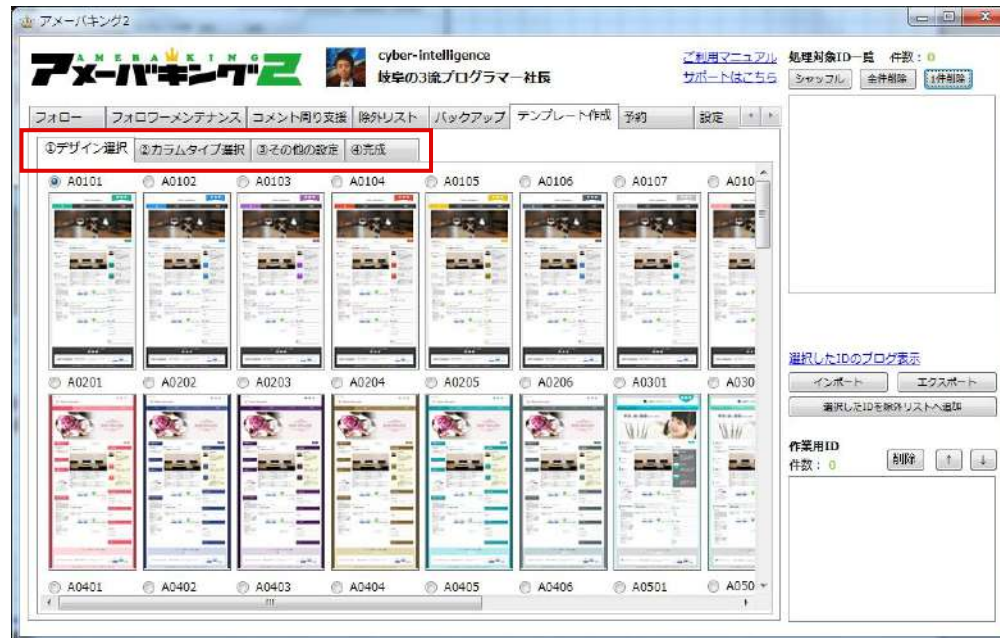 アメーバキング2
AMEBA KING
アメーバキング2
cyber-intelligence
岐阜の3流プログラマー社長
ご利用マニュアル
サポートはこちら
処理対象ID一覧 件数：0
シャッフル 全件削除 1件削除
フォロー フォロワーメンテナンス コメント周り支援 除外リスト バックアップ テンプレート作成 予約 設定
①デザイン選択 ②カラムタイプ選択 ③その他の設定 ④完成
A0101 A0102 A0103 A0104 A0105 A0106 A0107 A010
A0201 A0202 A0203 A0204 A0205 A0206 A0301 A030
A0401 A0402 A0403 A0404 A0405 A0406 A0501 A050
選択したIDのブログ表示
インポート エクスポート
選択したIDを除外リストへ追加
作業用ID
件数：0
削除 ↑ ↓